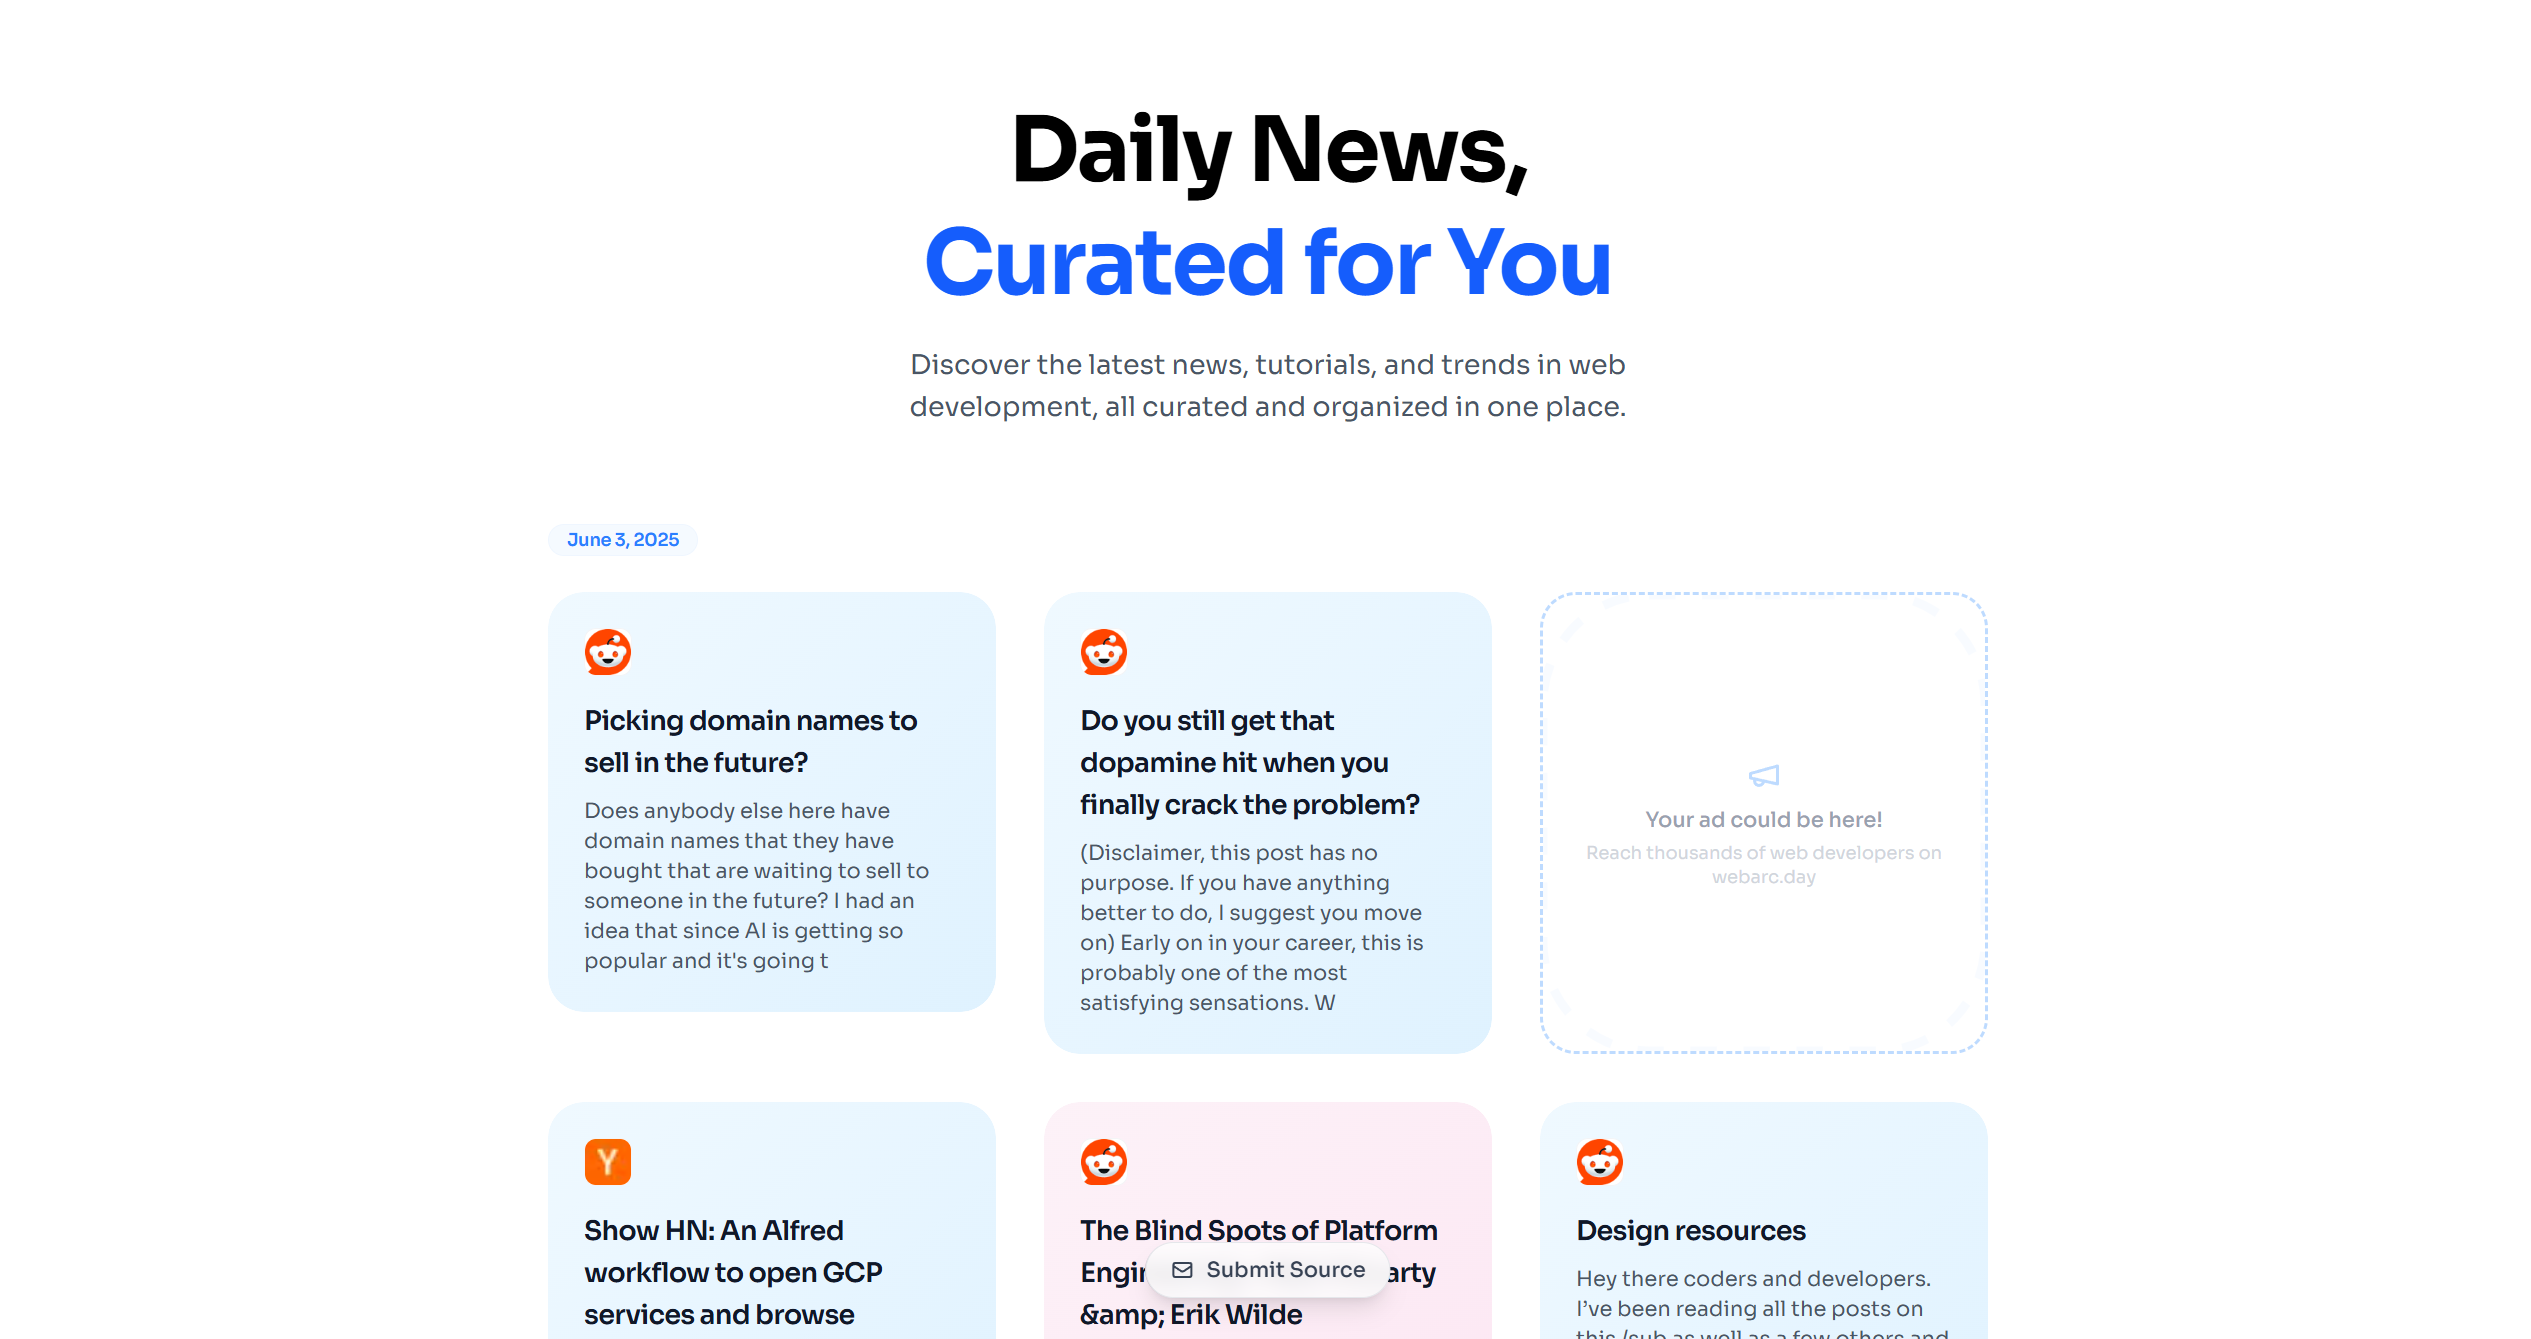 Daily News,
Curated for You
Discover the latest news, tutorials, and trends in web
development, all curated and organized in one place.
June 3, 2025
Picking domain names to
sell in the future?
Does anybody else here have
domain names that they have
bought that are waiting to sell to
someone in the future? I had an
idea that since AI is getting so
popular and it's going t
Do you still get that
dopamine hit when you
finally crack the problem?
(Disclaimer, this post has no
purpose. If you have anything
better to do, I suggest you move
on) Early on in your career, this is
probably one of the most
satisfying sensations. W
Your ad could be here!
Reach thousands of web developers on
webarc.day
Y
Show HN: An Alfred
workflow to open GCP
services and browse
The Blind Spots of Platform
&amp; Erik Wilde
Submit Source
Design resources
Hey there coders and developers.
I’ve been reading all the posts on
this /sub as well as a few others and